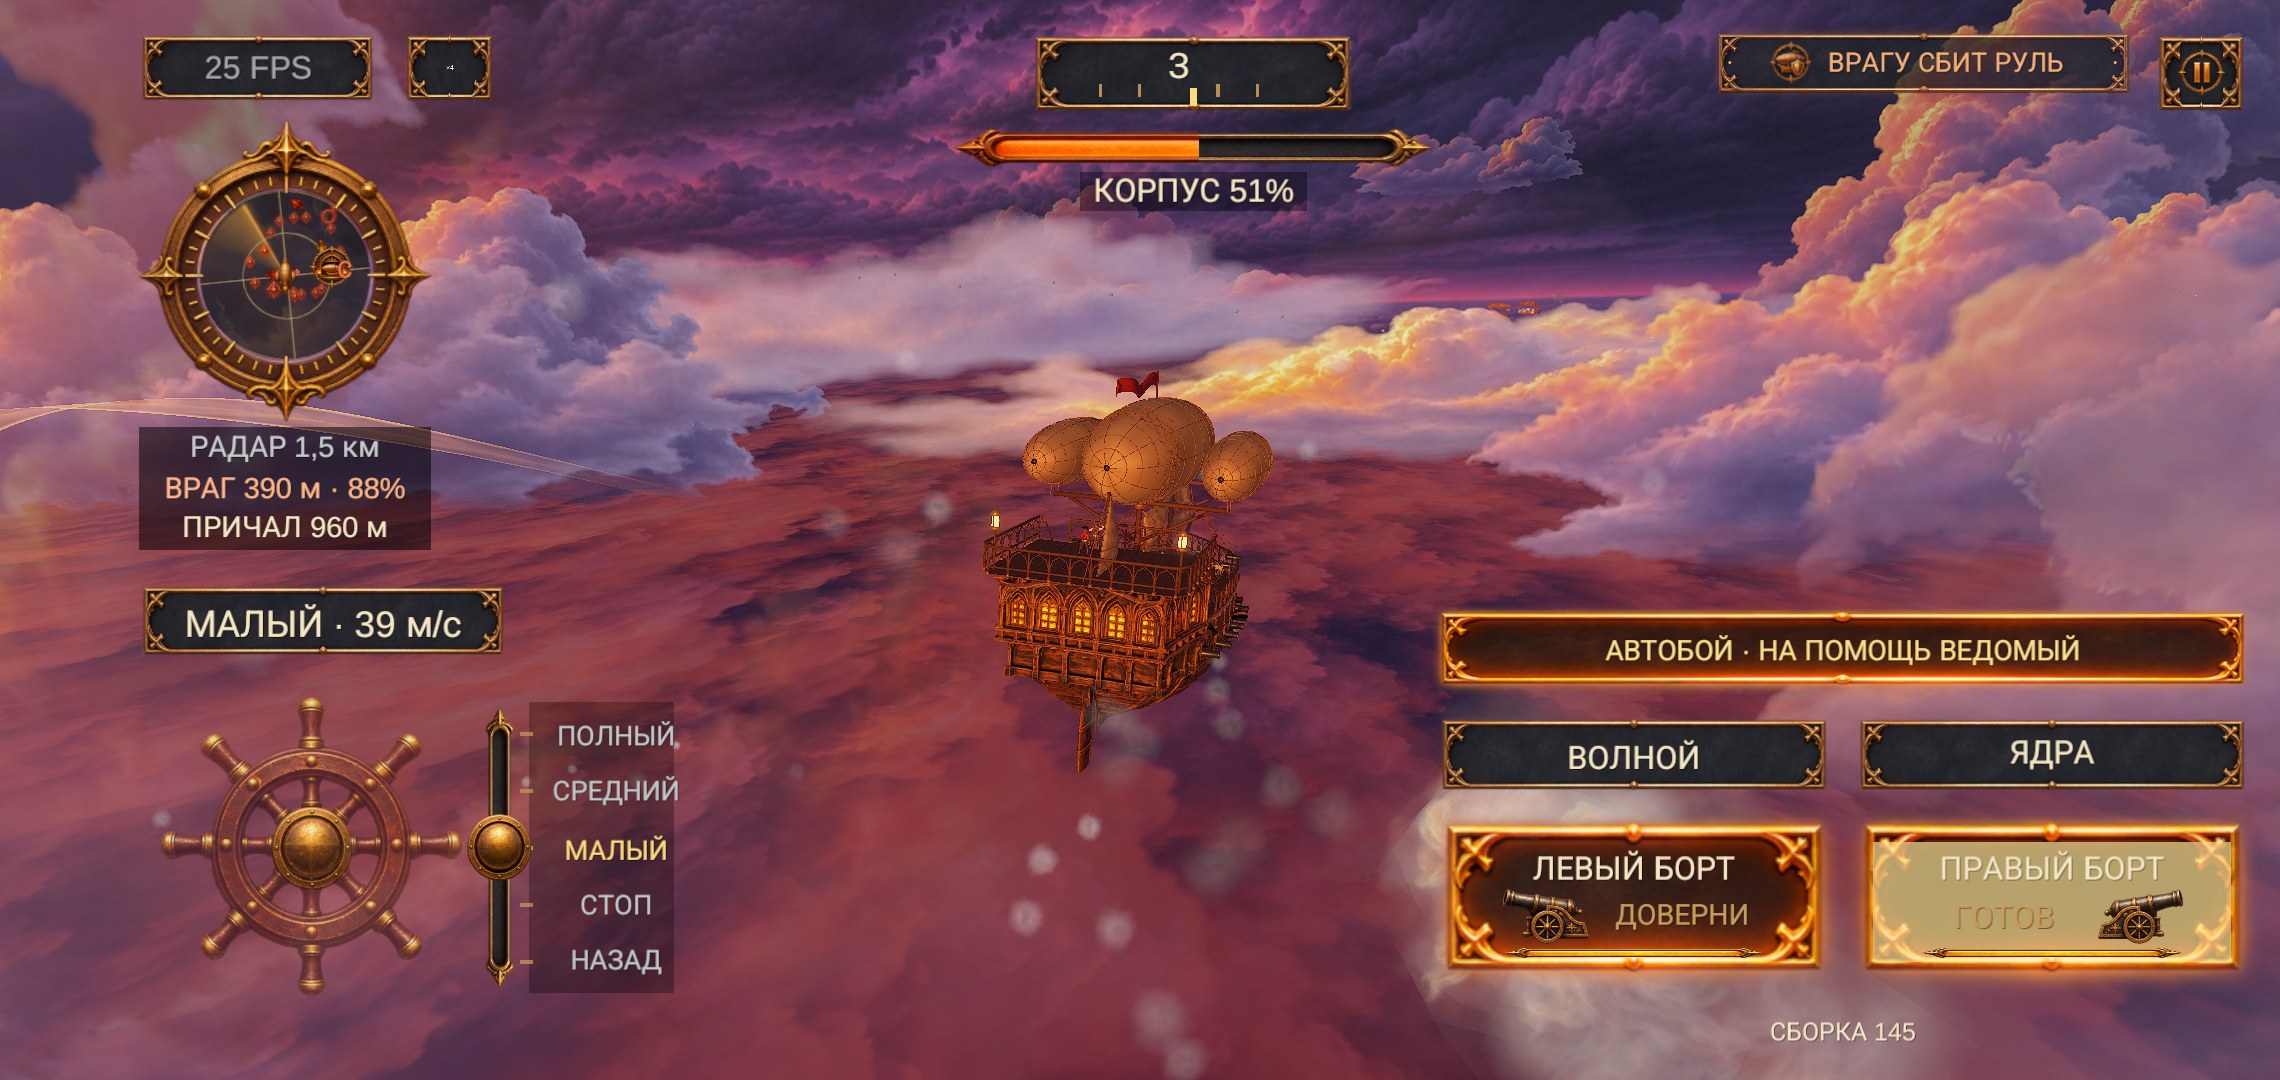 25 FPS
x4
З
ВРАГУ СБИТ РУЛЬ
КОРПУС 51%
РАДАР 1,5 км
ВРАГ 390 м · 88%
ПРИЧАЛ 960 м
МАЛЫЙ · 39 м/с
ПОЛНЫЙ
СРЕДНИЙ
МАЛЫЙ
СТОП
НАЗАД
АВТОБОЙ · НА ПОМОЩЬ ВЕДОМЫЙ
ВОЛНОЙ
ЯДРА
ЛЕВЫЙ БОРТ
ДОВЕРНИ
ПРАВЫЙ БОРТ
ГОТОВ
СБОРКА 145